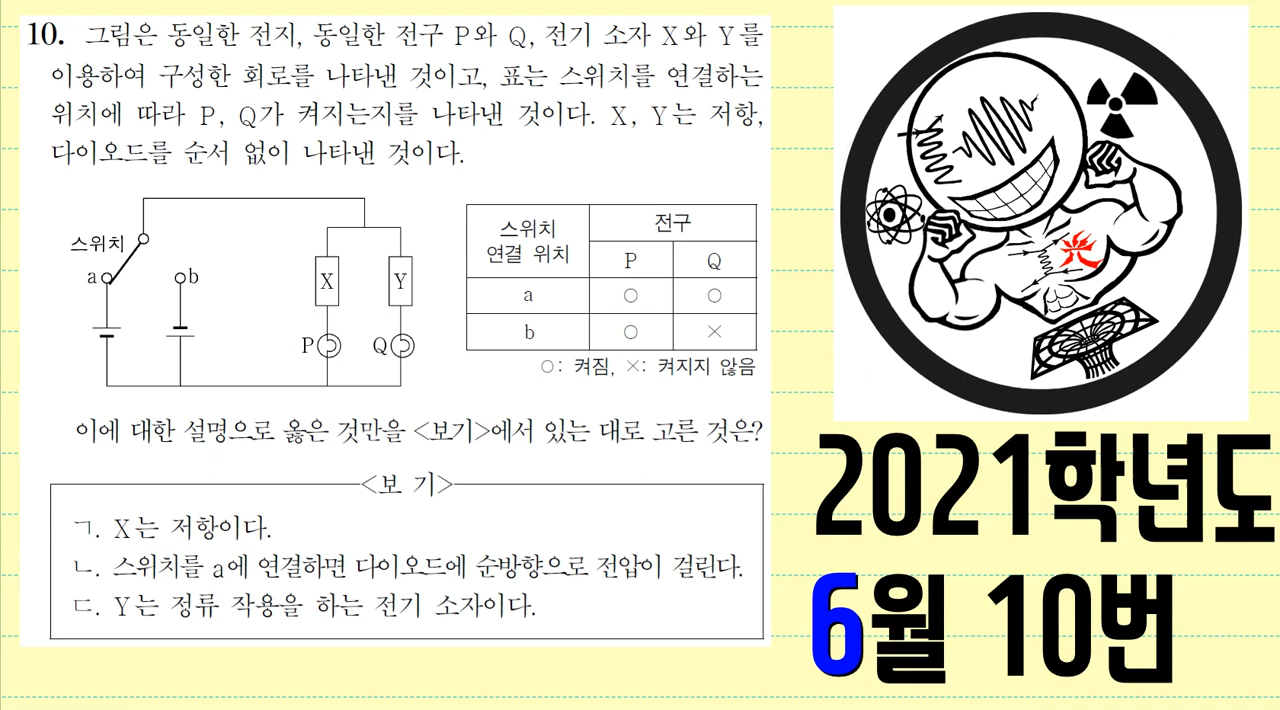 10. 그림은 동일한 전지, 동일한 전구 P와 Q, 전기 소자 X와 Y를
이용하여 구성한 회로를 나타낸 것이고, 표는 스위치를 연결하는
위치에 따라 P, Q가 켜지는지를 나타낸 것이다. X, Y는 저항,
다이오드를 순서 없이 나타낸 것이다.
스위치
a
b
X
Y
P
Q
스위치
연결 위치
전구
P
Q
a
○
○
b
○
×
○: 켜짐, ×: 켜지지 않음
이에 대한 설명으로 옳은 것만을 <보기>에서 있는 대로 고른 것은?
<보 기>
ㄱ. X는 저항이다.
ㄴ. 스위치를 a에 연결하면 다이오드에 순방향으로 전압이 걸린다.
ㄷ. Y는 정류 작용을 하는 전기 소자이다.
2021학년도
6월 10번